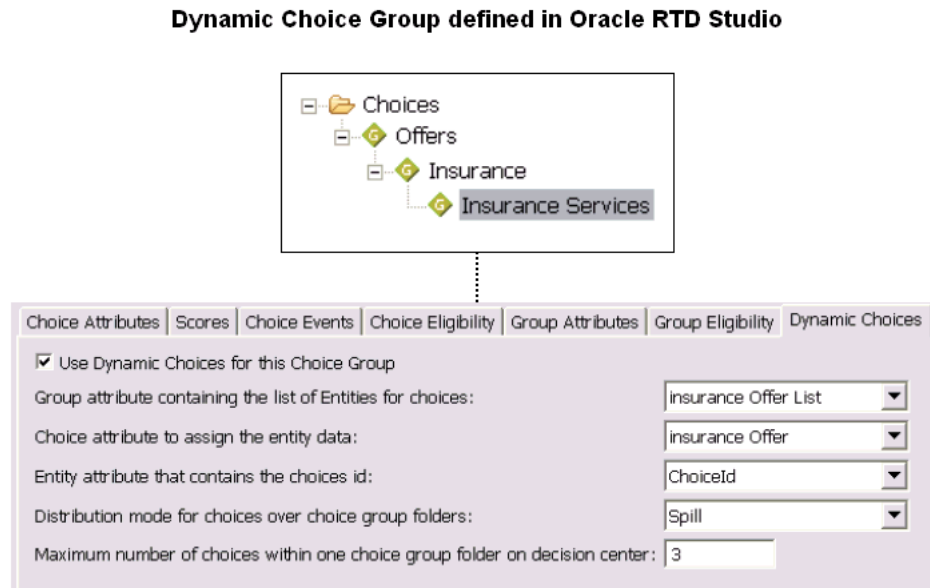 Dynamic Choice Group defined in Oracle RTD Studio
Choices
G Offers
G Insurance
G Insurance Services
Choice Attributes Scores Choice Events Choice Eligibility Group Attributes Group Eligibility Dynamic Choices
Use Dynamic Choices for this Choice Group
Group attribute containing the list of Entities for choices: insurance Offer List
Choice attribute to assign the entity data: insurance Offer
Entity attribute that contains the choices id: ChoiceId
Distribution mode for choices over choice group folders: Spill
Maximum number of choices within one choice group folder on decision center: 3